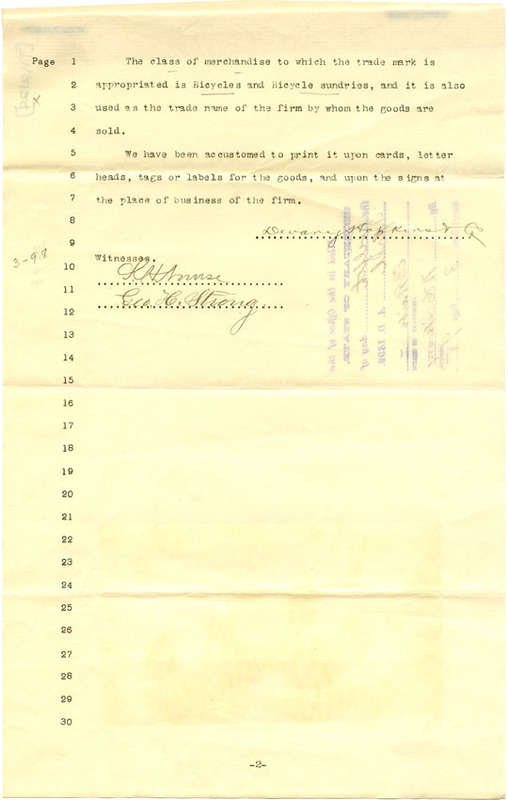 Page 1 The class of merchandise to which the trade mark is
2 appropriated is Bicycles and Bicycle sundries, and it is also
3 used as the trade name of the firm by whom the goods are
4 sold.
5 We have been accustomed to print it upon cards, letter
6 heads, tags or labels for the goods, and upon the signs at
7 the place of business of the firm.
8 Devany Hopkins & Co
9 Witnesses.
3-98
10
11 Geo. H. Strong
12
13
14
15
16
17
18
19
20
21
22
23
24
25
26
27
28
29
30
-2-